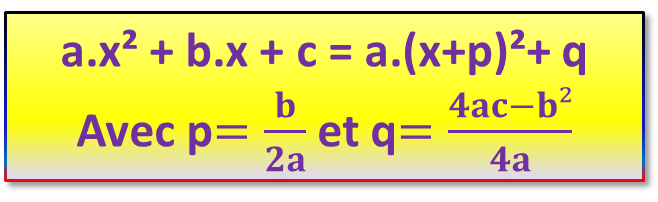 a.x² + b.x + c = a.(x+p)²+ q
Avec p= b/2a et q= 4ac−b²/4a